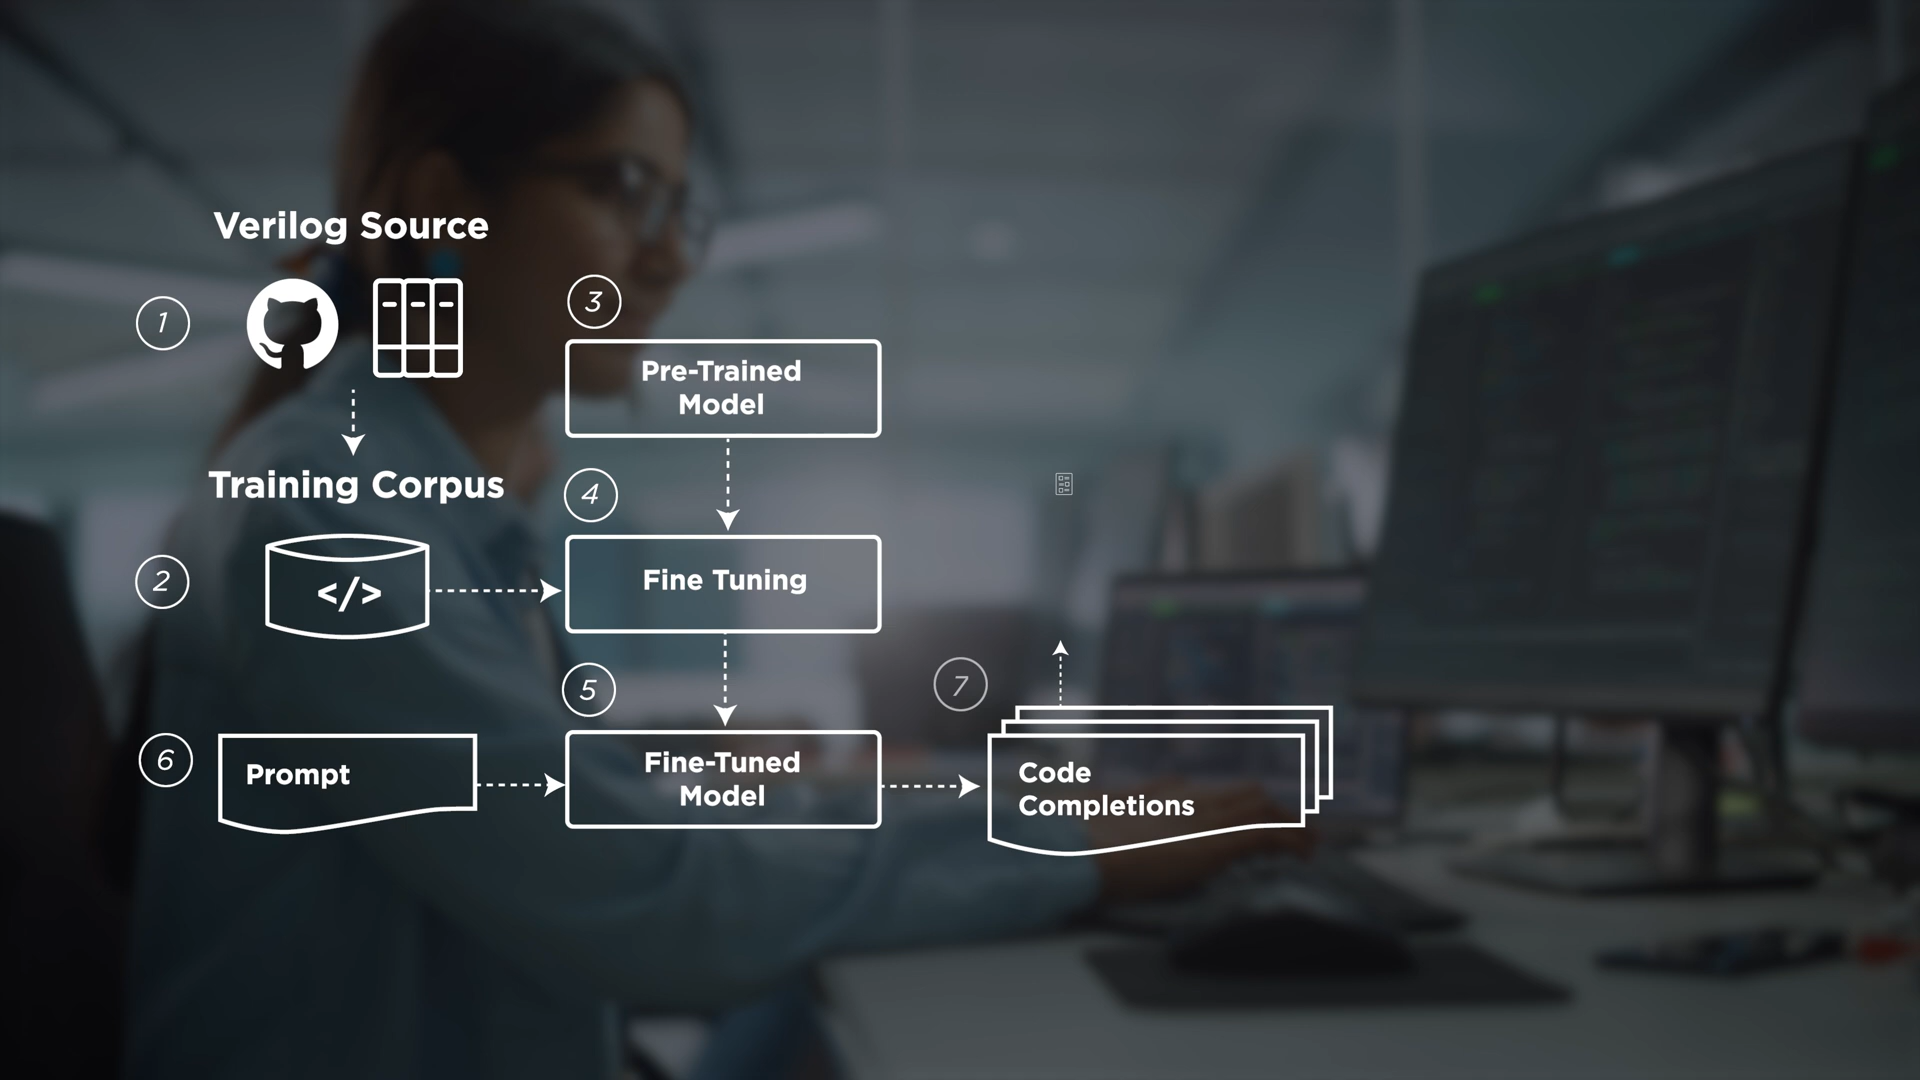 Verilog Source
1
3
Pre-Trained
Model
Training Corpus
4
2
</>
Fine Tuning
5
7
6
Prompt
Fine-Tuned
Model
Code
Completions